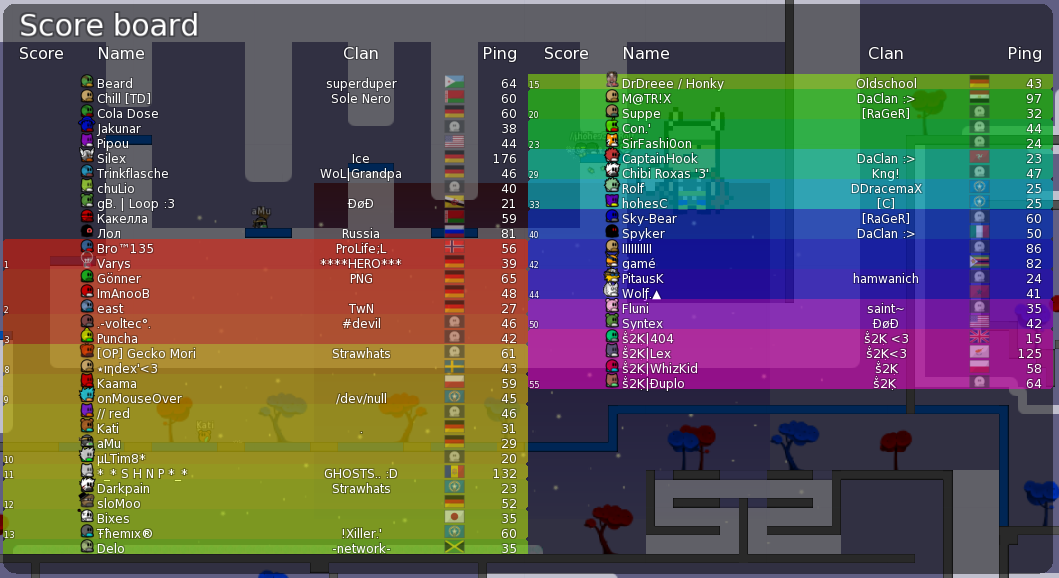 Score board
Score Name Clan Ping
Beard superduper 64
Chill [TD] Sole Nero 60
Cola Dose 60
Jakunar 38
Pipou 44
Silex Ice 176
Trinkflasche WoL|Grandpa 46
chuLio 40
gB. | Loop :3 ÐøÐ 21
Какелла 59
Лол Russia 81
Bro™135 ProLife;L 56
1 Varys ****HERO*** 39
Gönner PNG 65
ImAnooB 48
2 east TwN 27
.-voltec°. #devil 46
3 Puncha 42
[OP] Gecko Mori Strawhats 61
8 ⋆ιηdex'<3 43
Kaama 59
9 onMouseOver /dev/null 45
// red 46
Kati : 31
aMu 29
10 µLTim8* 20
11 *_* S H N P *_* GHOSTS.. :D 132
Darkpain Strawhats 23
12 sloMoo 52
Bixes 35
13 Ŧhemix® !Xiller.' 60
Delo -network- 35
Score Name Clan Ping
15 DrDreee / Honky Oldschool 43
M@TR!X DaClan :> 97
20 Suppe [RaGeR] 32
Con.' 44
23 SirFashi0on 24
CaptainHook DaClan :> 23
29 Chibi Roxas '3' Kng! 47
Rolf DDracemaX 25
33 hohesC [C] 25
Sky-Bear [RaGeR] 60
40 Spyker DaClan :> 50
IIIIIIIIII 86
42 gamé 82
PitausK hamwanich 24
44 Wolf.▲ 41
Fluni saint~ 35
50 Syntex ÐøÐ 42
š2K|404 š2K <3 15
š2K|Lex š2K<3 125
š2K|WhizKid š2K 58
55 š2K|Ðuplo š2K 64
aMu
Kati